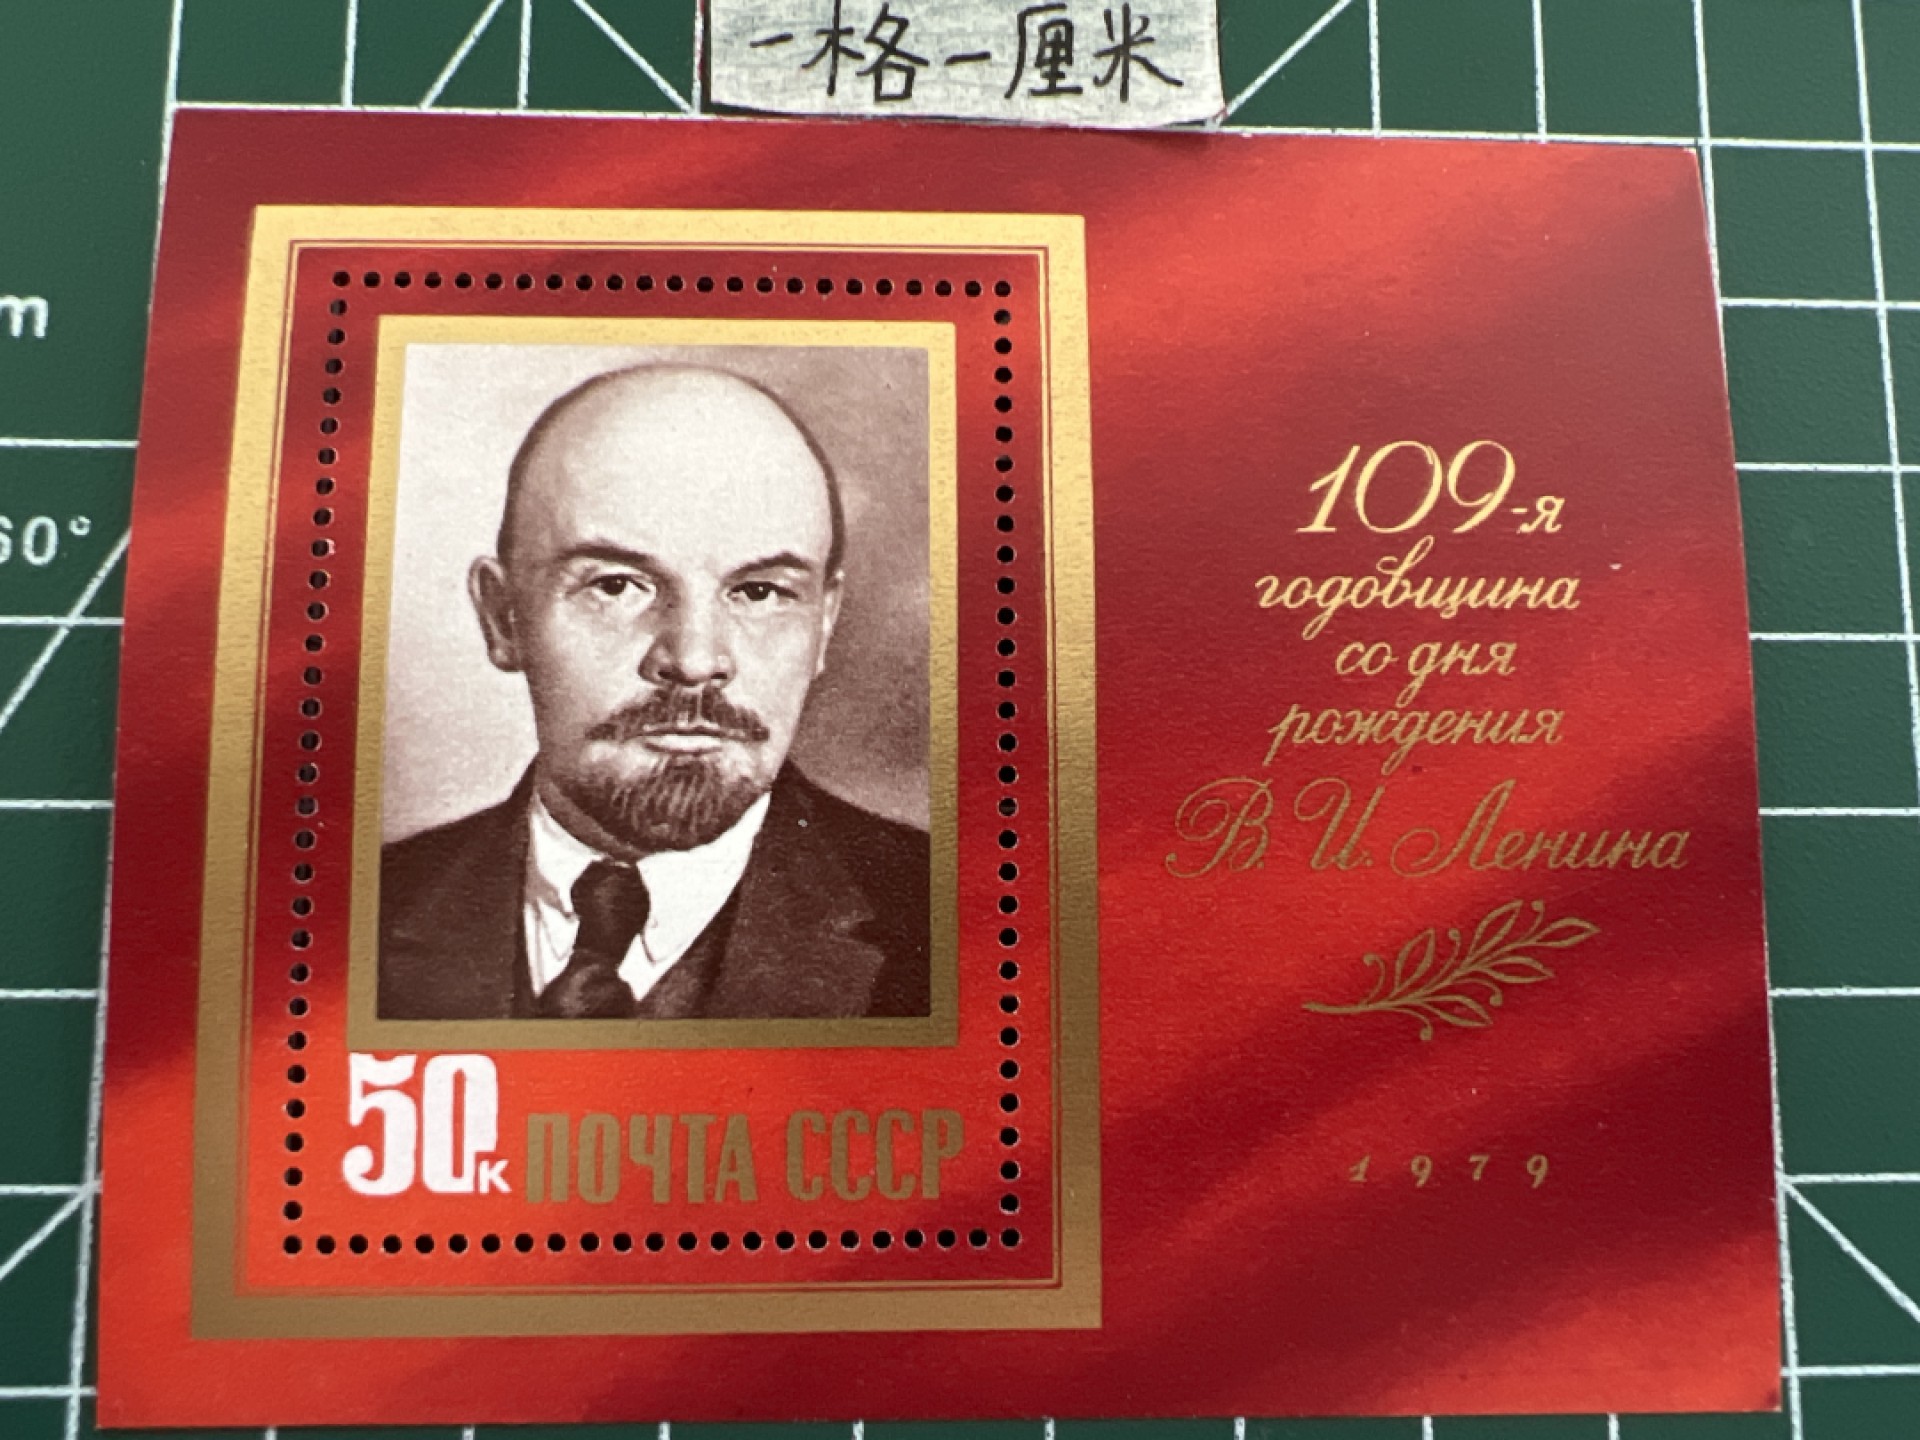 一格一厘米
m
60°
109-я
годовщина
со дня
рождения
В. И. Ленина
1979
50к ПОЧТА СССР